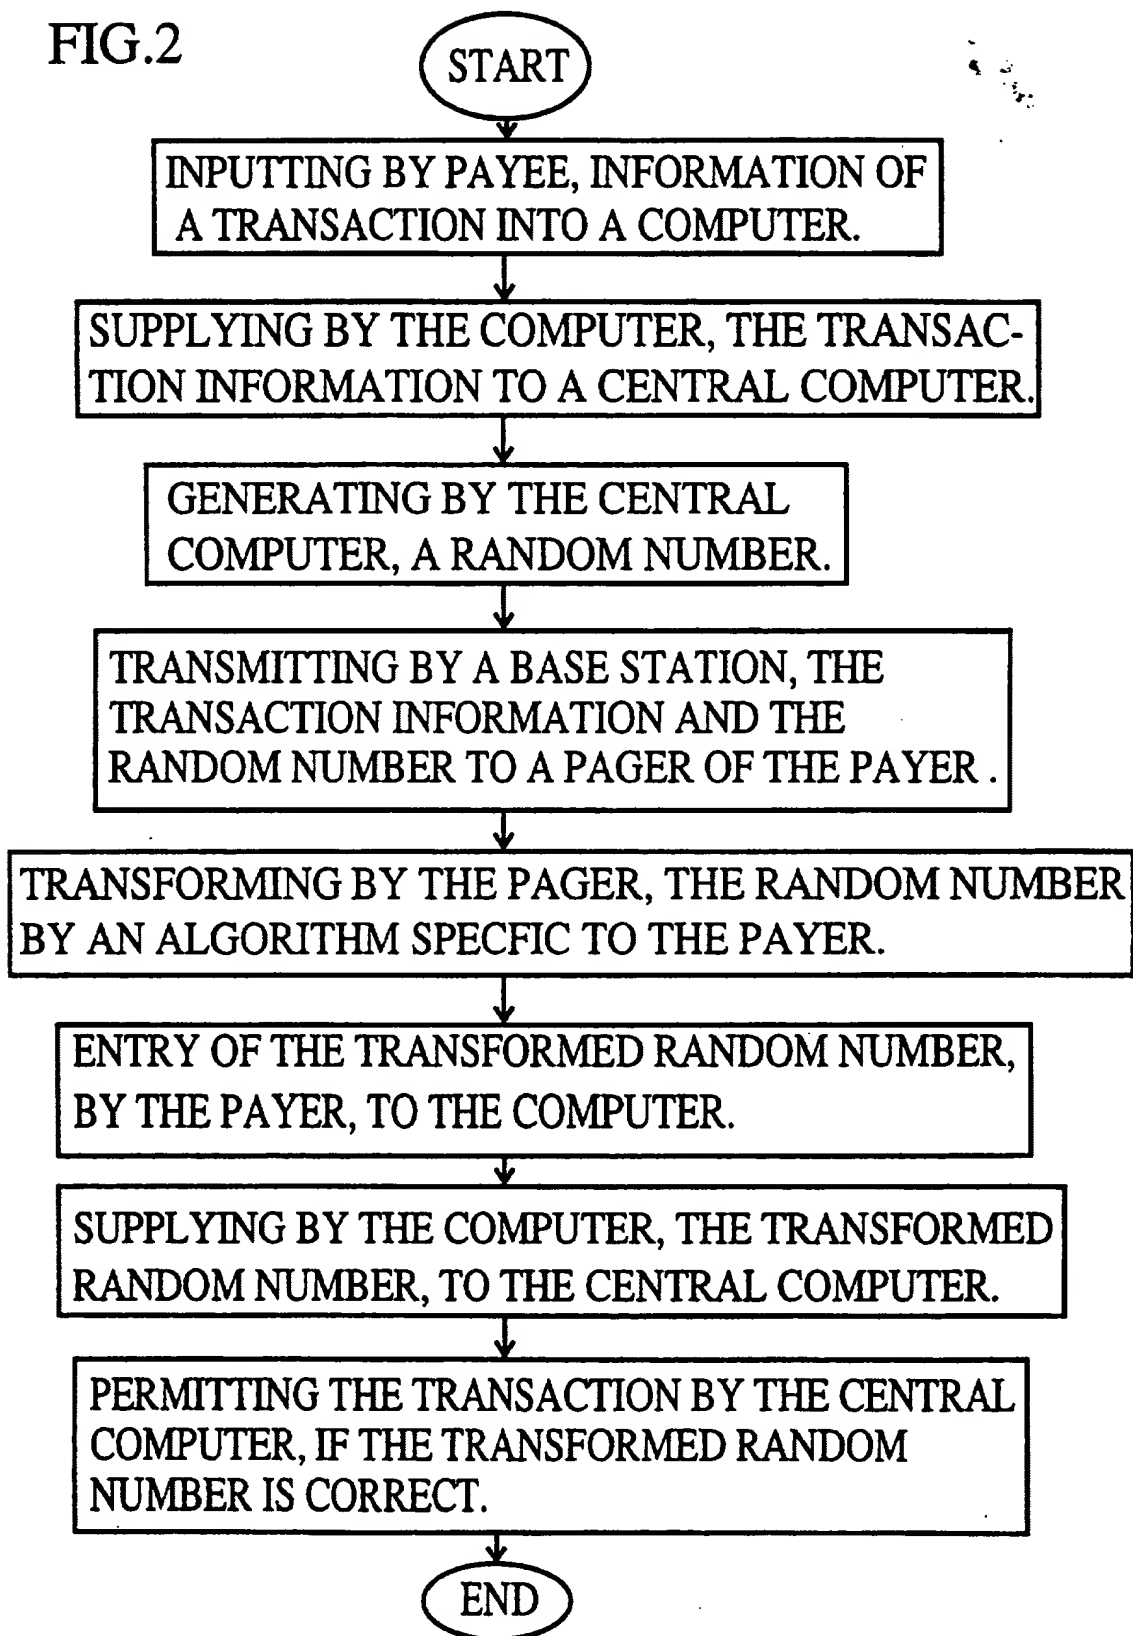 FIG.2
START
INPUTTING BY PAYEE, INFORMATION OF
A TRANSACTION INTO A COMPUTER.
SUPPLYING BY THE COMPUTER, THE TRANSAC-
TION INFORMATION TO A CENTRAL COMPUTER.
GENERATING BY THE CENTRAL
COMPUTER, A RANDOM NUMBER.
TRANSMITTING BY A BASE STATION, THE
TRANSACTION INFORMATION AND THE
RANDOM NUMBER TO A PAGER OF THE PAYER .
TRANSFORMING BY THE PAGER, THE RANDOM NUMBER
BY AN ALGORITHM SPECFIC TO THE PAYER.
ENTRY OF THE TRANSFORMED RANDOM NUMBER,
BY THE PAYER, TO THE COMPUTER.
SUPPLYING BY THE COMPUTER, THE TRANSFORMED
RANDOM NUMBER, TO THE CENTRAL COMPUTER.
PERMITTING THE TRANSACTION BY THE CENTRAL
COMPUTER, IF THE TRANSFORMED RANDOM
NUMBER IS CORRECT.
END